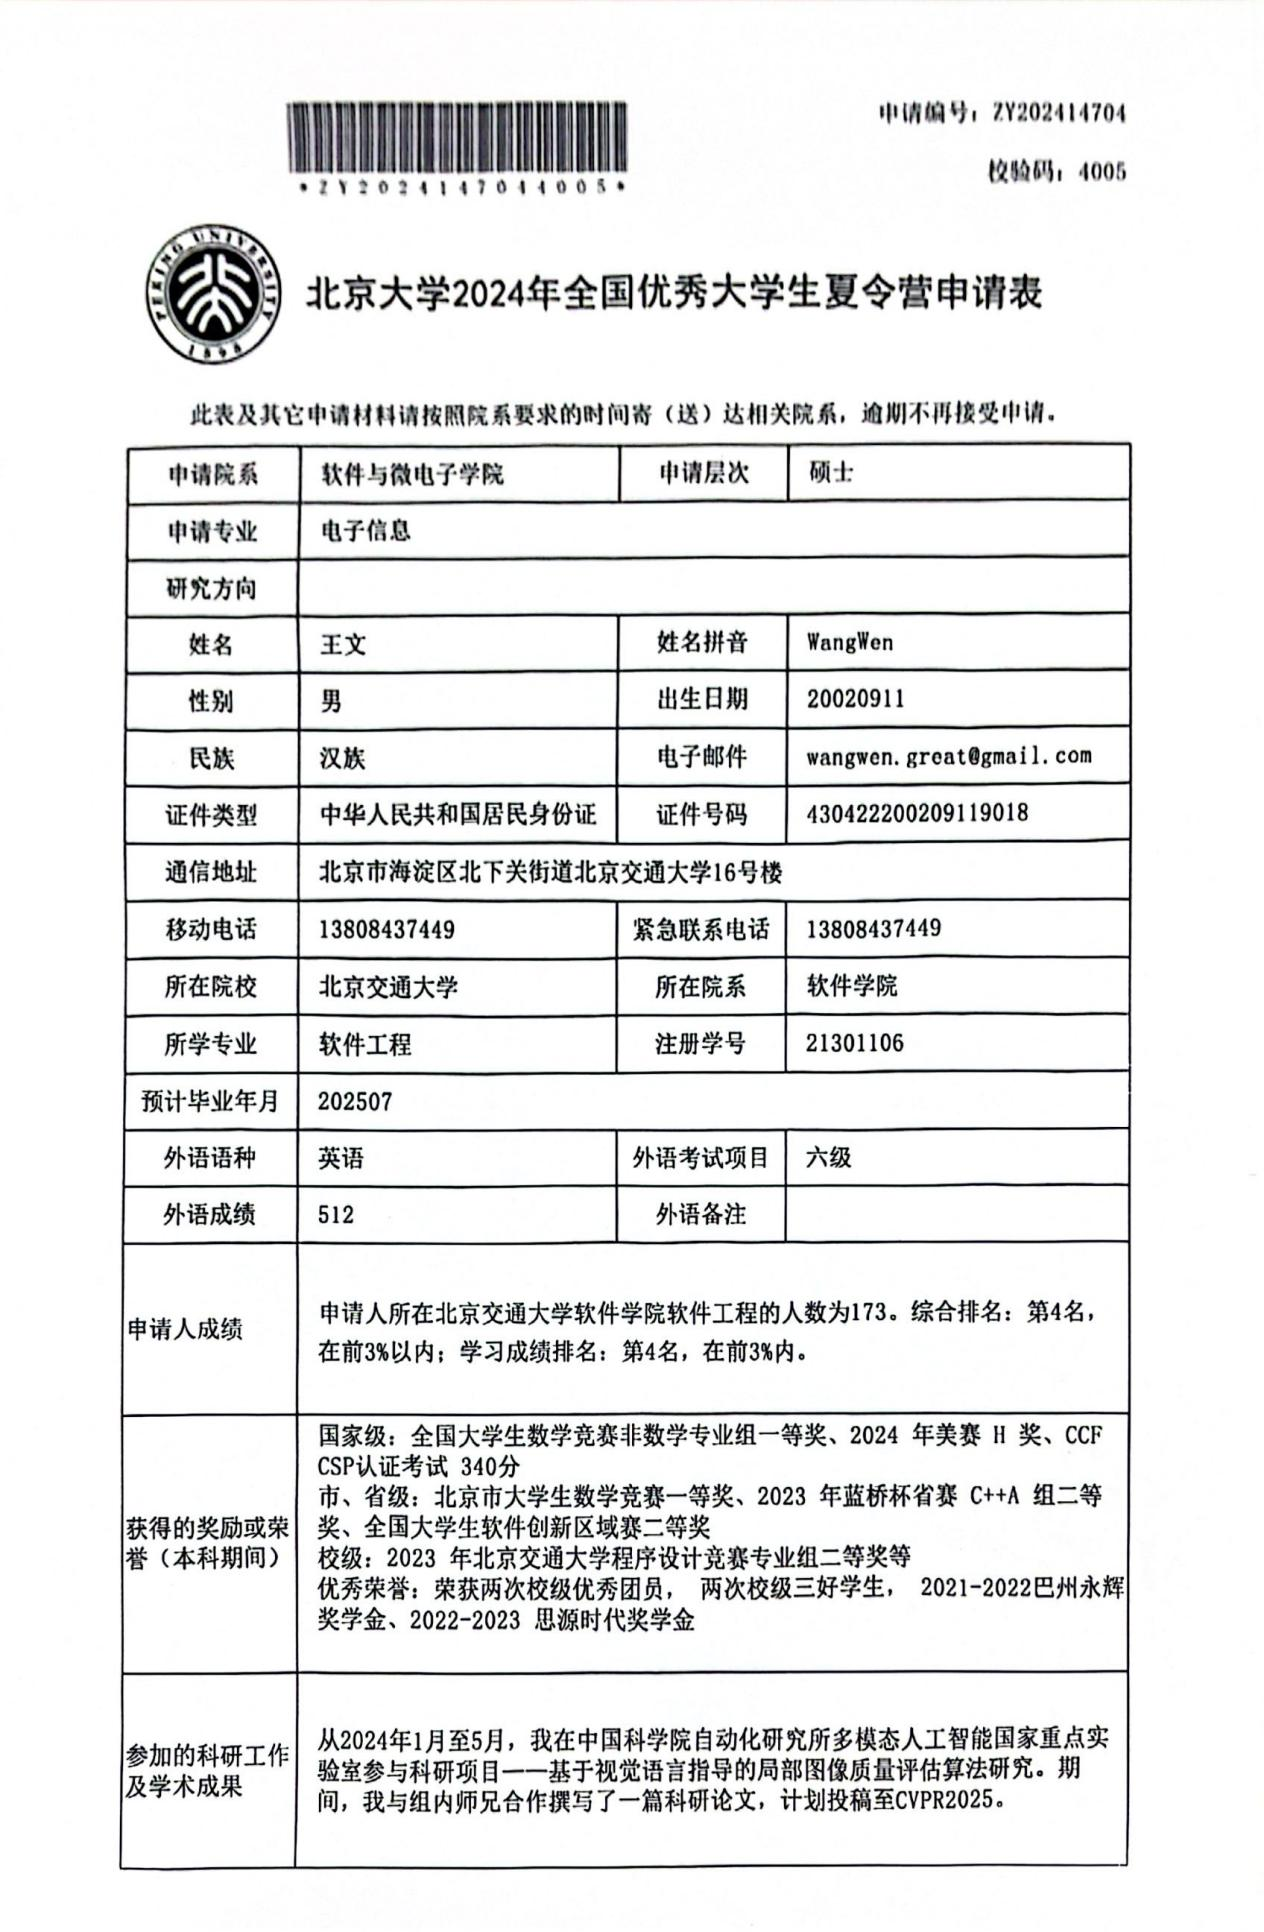 申请编号：ZY202414704
*ZY2024147044005*
校验码：4005
PEKING UNIVERSITY
1898
北京大学2024年全国优秀大学生夏令营申请表
此表及其它申请材料请按照院系要求的时间寄（送）达相关院系，逾期不再接受申请。
申请院系 软件与微电子学院 申请层次 硕士
申请专业 电子信息
研究方向
姓名 王文 姓名拼音 WangWen
性别 男 出生日期 20020911
民族 汉族 电子邮件 wangwen.great@gmail.com
证件类型 中华人民共和国居民身份证 证件号码 430422200209119018
通信地址 北京市海淀区北下关街道北京交通大学16号楼
移动电话 13808437449 紧急联系电话 13808437449
所在院校 北京交通大学 所在院系 软件学院
所学专业 软件工程 注册学号 21301106
预计毕业年月 202507
外语语种 英语 外语考试项目 六级
外语成绩 512 外语备注
申请人成绩
申请人所在北京交通大学软件学院软件工程的人数为173。综合排名：第4名，
在前3%以内；学习成绩排名：第4名，在前3%内。
获得的奖励或荣
誉（本科期间）
国家级：全国大学生数学竞赛非数学专业组一等奖、2024 年美赛 H 奖、CCF
CSP认证考试 340分
市、省级：北京市大学生数学竞赛一等奖、2023 年蓝桥杯省赛 C++A 组二等
奖、全国大学生软件创新区域赛二等奖
校级：2023 年北京交通大学程序设计竞赛专业组二等奖等
优秀荣誉：荣获两次校级优秀团员， 两次校级三好学生， 2021-2022巴州永辉
奖学金、2022-2023 思源时代奖学金
参加的科研工作
及学术成果
从2024年1月至5月，我在中国科学院自动化研究所多模态人工智能国家重点实
验室参与科研项目——基于视觉语言指导的局部图像质量评估算法研究。期
间，我与组内师兄合作撰写了一篇科研论文，计划投稿至CVPR2025。